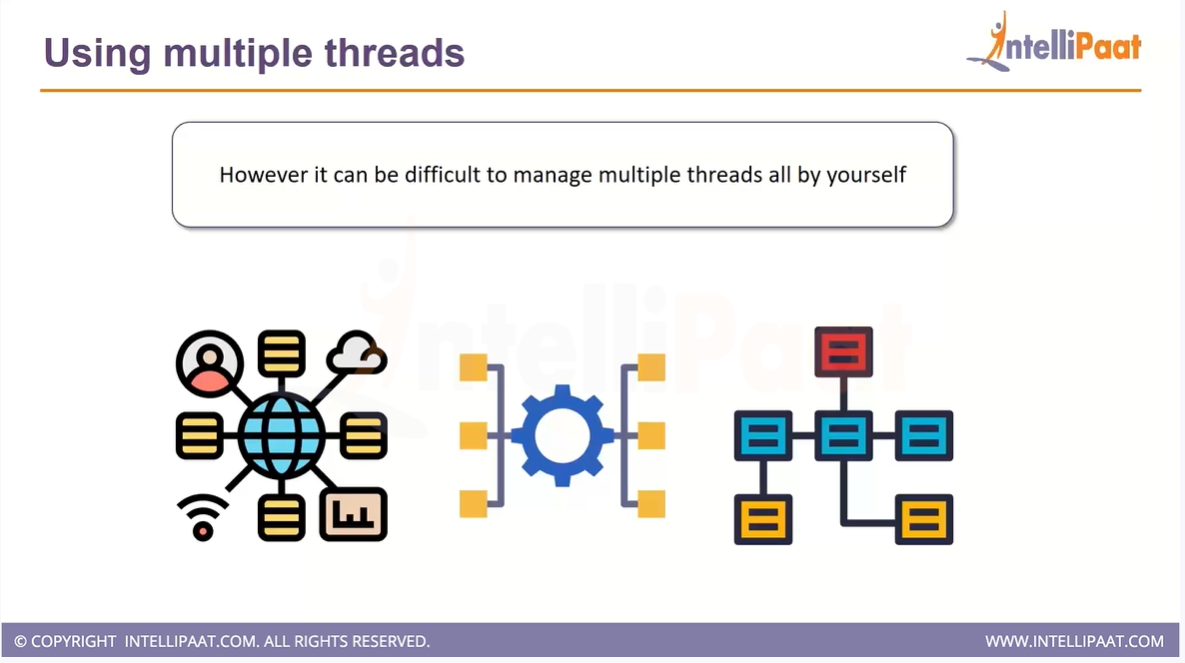 Using multiple threads
IntelliPaat
However it can be difficult to manage multiple threads all by yourself
IntelliPaat
© COPYRIGHT INTELLIPAAT.COM. ALL RIGHTS RESERVED.
WWW.INTELLIPAAT.COM